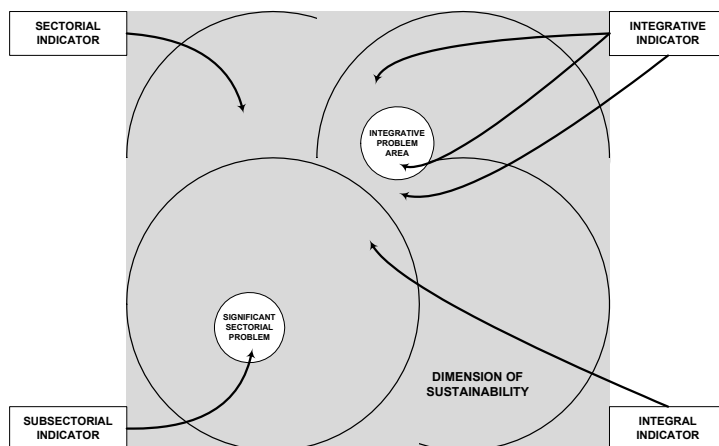 SECTORIAL
INDICATOR
INTEGRATIVE
INDICATOR
INTEGRATIVE
PROBLEM
AREA
SIGNIFICANT
SECTORIAL
PROBLEM
DIMENSION OF
SUSTAINABILITY
SUBSECTORIAL
INDICATOR
INTEGRAL
INDICATOR